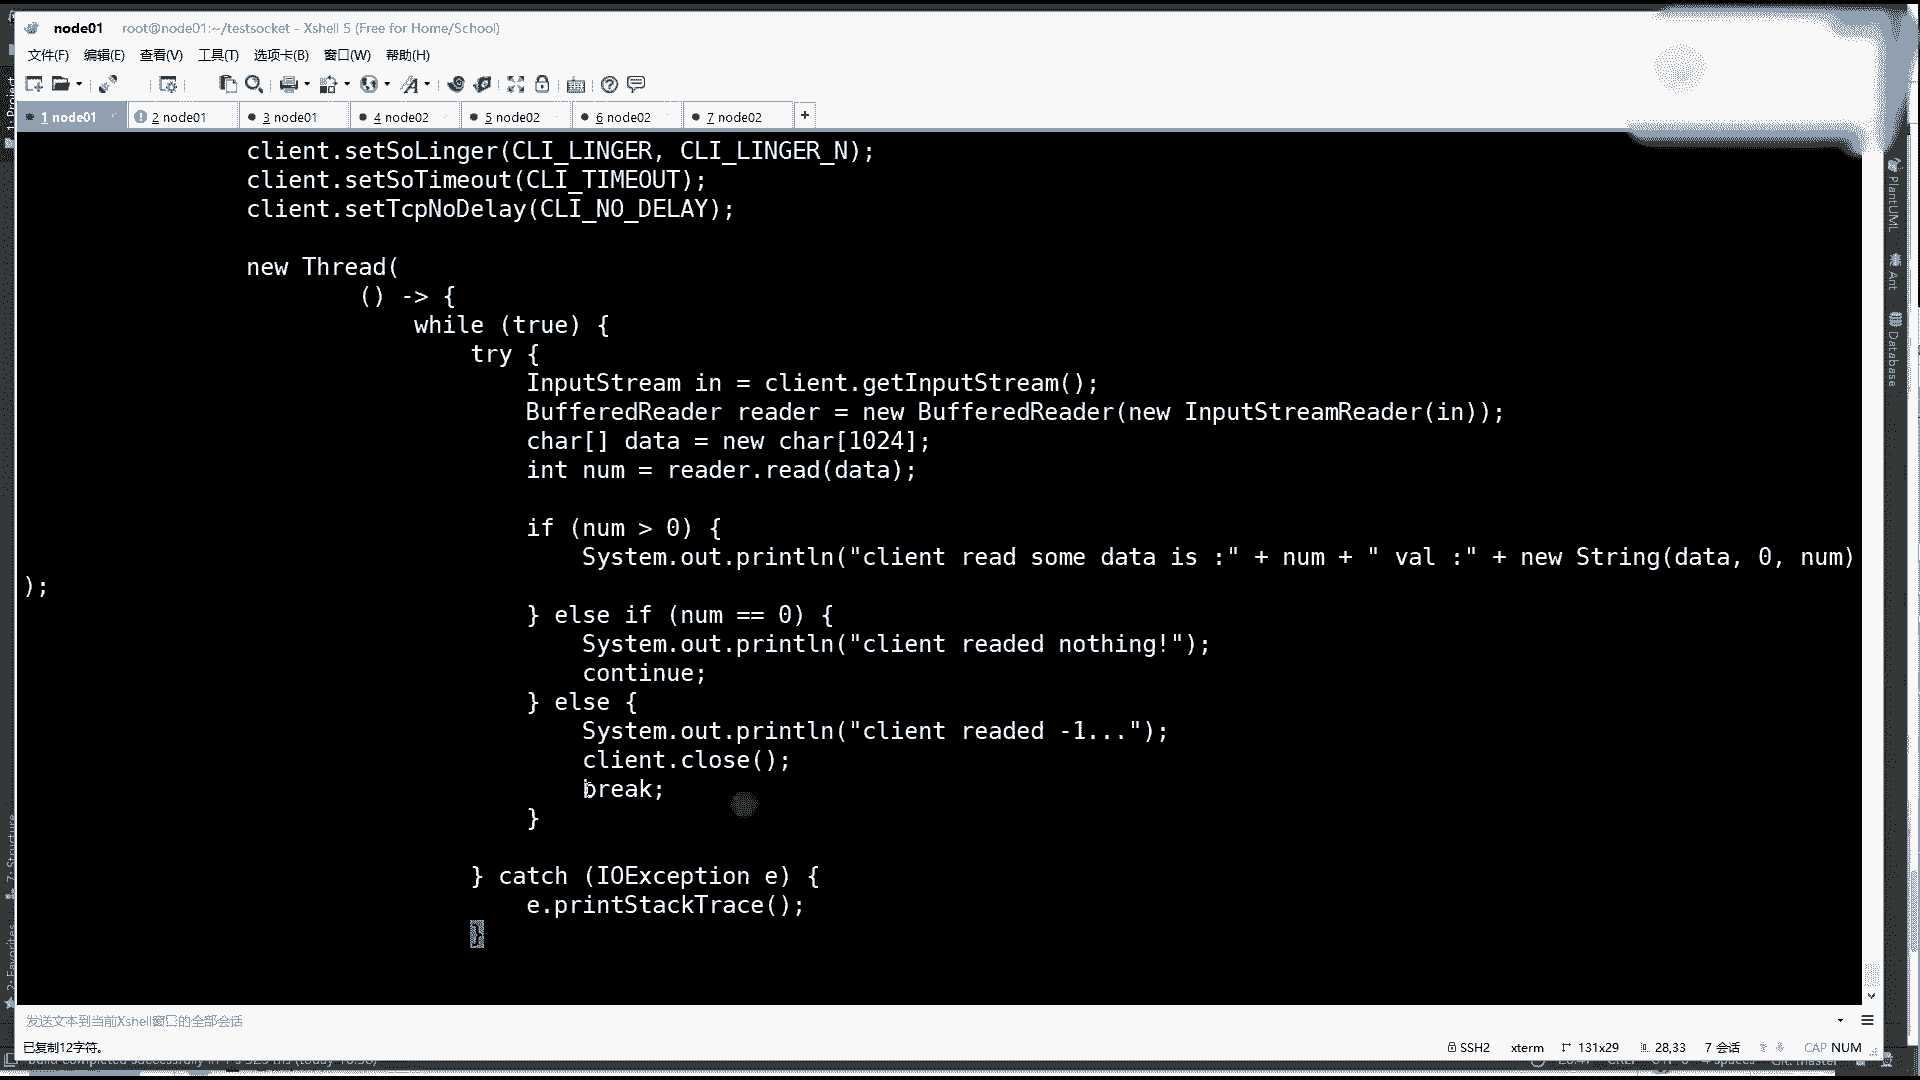 node01 root@node01:~/testsocket - Xshell 5 (Free for Home/School)
文件(F) 编辑(E) 查看(V) 工具(T) 选项卡(B) 窗口(W) 帮助(H)
1 node01 2 node01 3 node01 4 node02 5 node02 6 node02 7 node02 +
client.setSoLinger(CLI_LINGER, CLI_LINGER_N);
client.setSoTimeout(CLI_TIMEOUT);
client.setTcpNoDelay(CLI_NO_DELAY);
new Thread(
() -> {
while (true) {
try {
InputStream in = client.getInputStream();
BufferedReader reader = new BufferedReader(new InputStreamReader(in));
char[] data = new char[1024];
int num = reader.read(data);
if (num > 0) {
System.out.println("client read some data is :" + num + " val :" + new String(data, 0, num)
);
} else if (num == 0) {
System.out.println("client readed nothing!");
continue;
} else {
System.out.println("client readed -1...");
client.close();
break;
}
} catch (IOException e) {
e.printStackTrace();
}
发送文本到当前Xshell窗口的全部会话
已复制12字符。 SSH2 xterm 131x29 28,33 7 会话 CAP NUM
1: Project
7: Structure
2: Favorites
PlantUML
Ant
Database